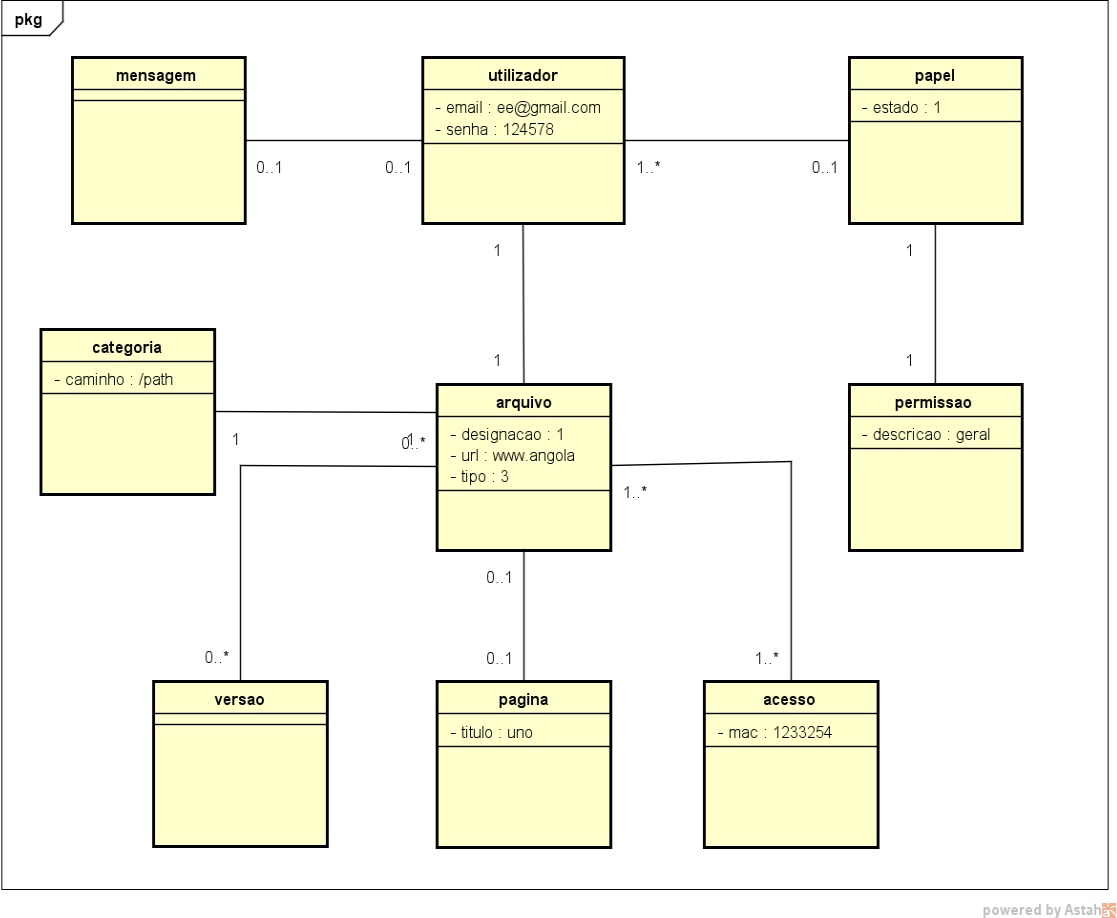 pkg
mensagem
utilizador
- email : ee@gmail.com
- senha : 124578
papel
- estado : 1
0..1
0..1
1..*
0..1
1
1
categoria
- caminho : /path
1
1
arquivo
- designacao : 1
- url : www.angola
- tipo : 3
permissao
- descricao : geral
1
0..*
1
1..*
0..1
0..*
0..1
1..*
versao
pagina
- titulo : uno
acesso
- mac : 1233254
powered by Astah